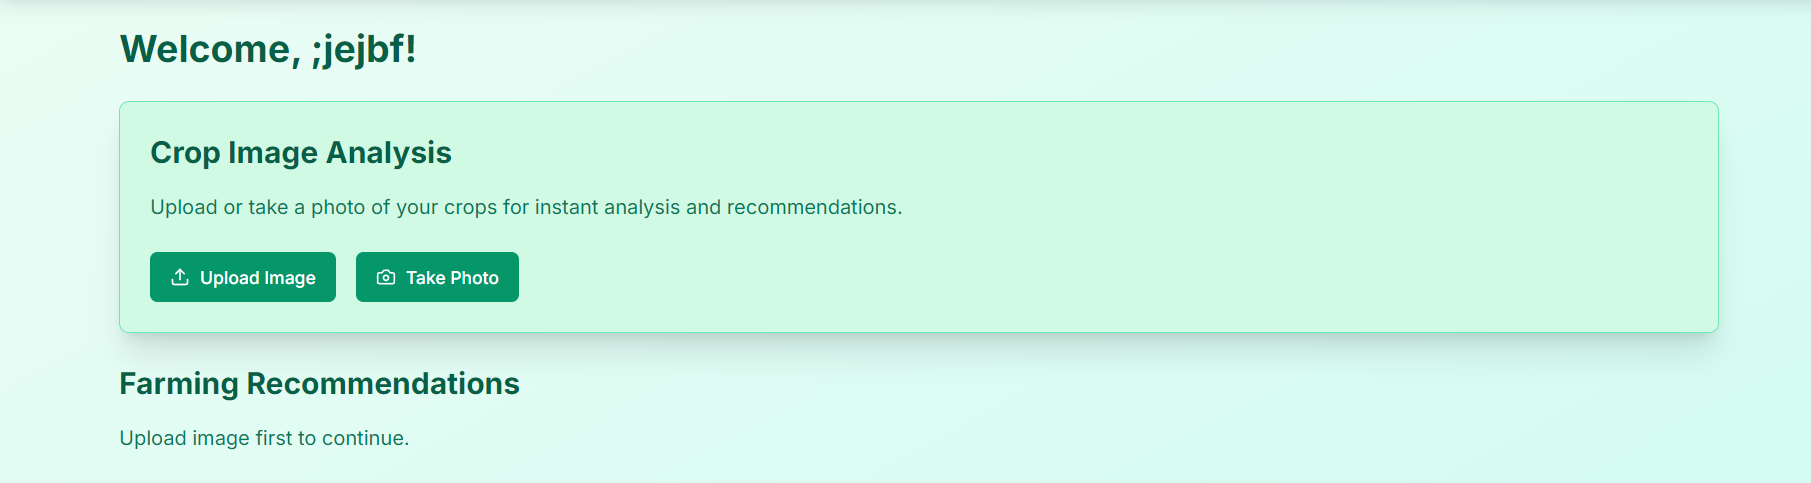 Welcome, ;jejbf!
Crop Image Analysis
Upload or take a photo of your crops for instant analysis and recommendations.
Upload Image
Take Photo
Farming Recommendations
Upload image first to continue.